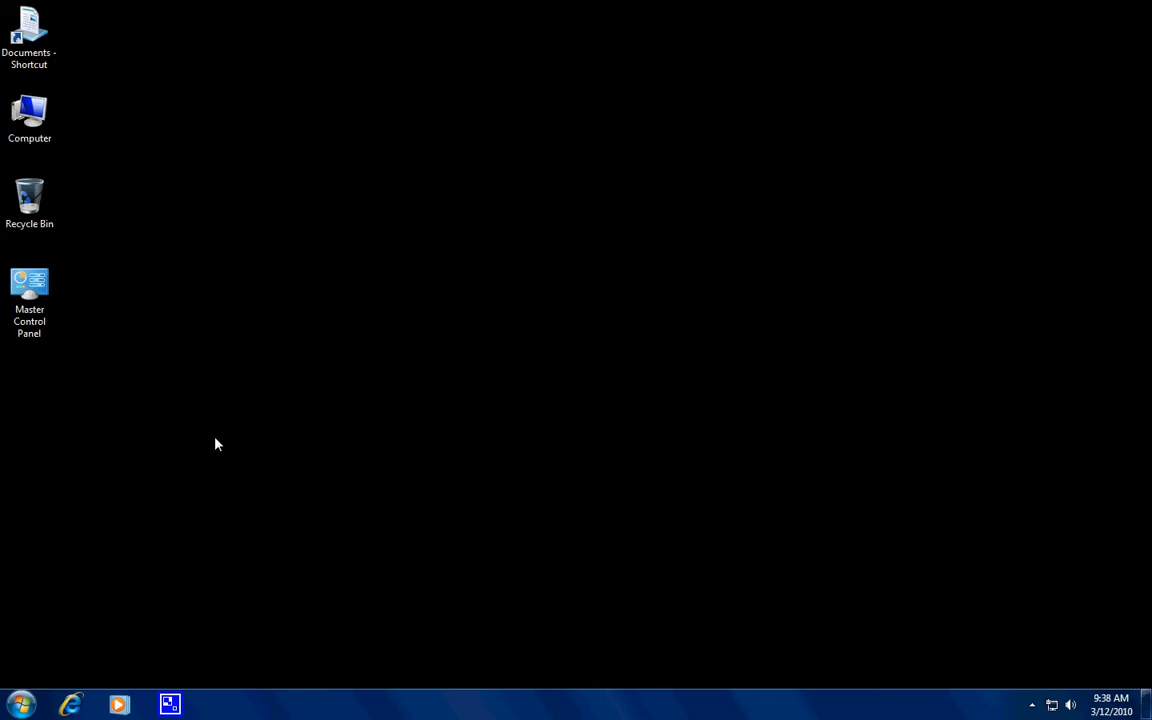 Documents -
Shortcut
Computer
Recycle Bin
Master
Control
Panel
9:38 AM
3/12/2010